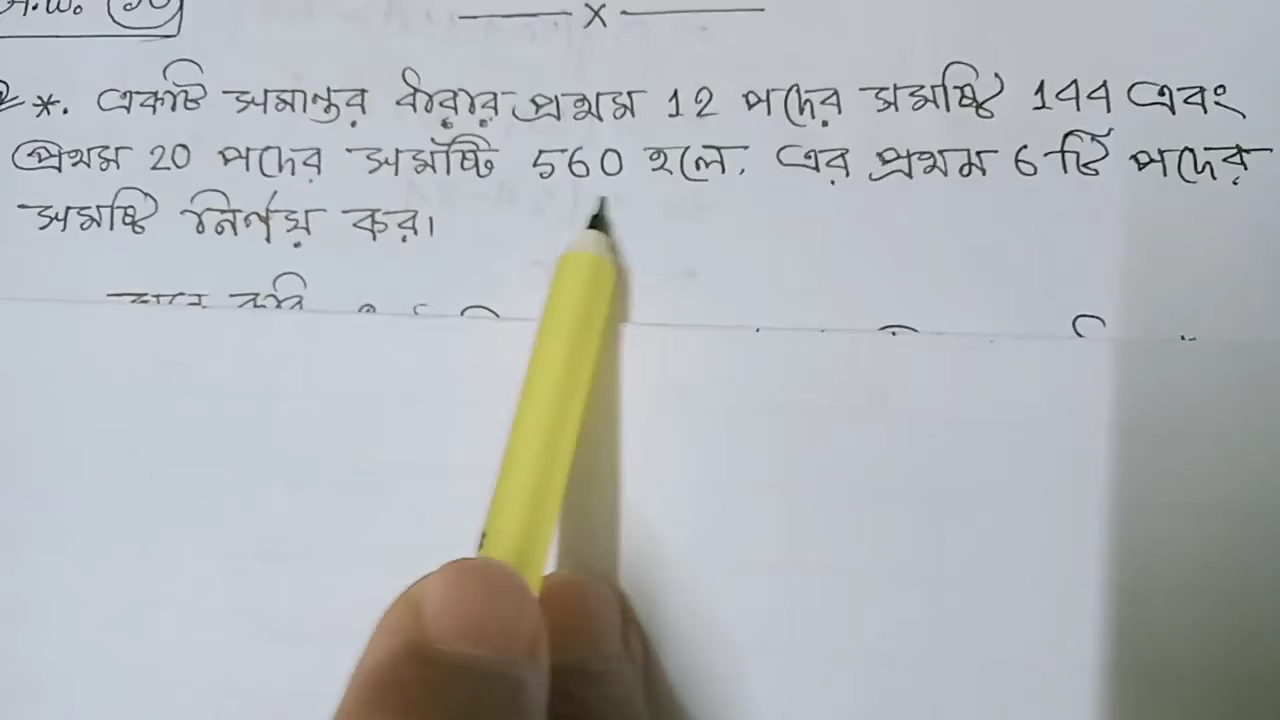 x
*. একটি সমান্তর ধারার প্রথম 12 পদের সমষ্টি 144 এবং
প্রথম 20 পদের সমষ্টি 560 হলে, এর প্রথম 6 টি পদের
সমষ্টি নির্ণয় কর।